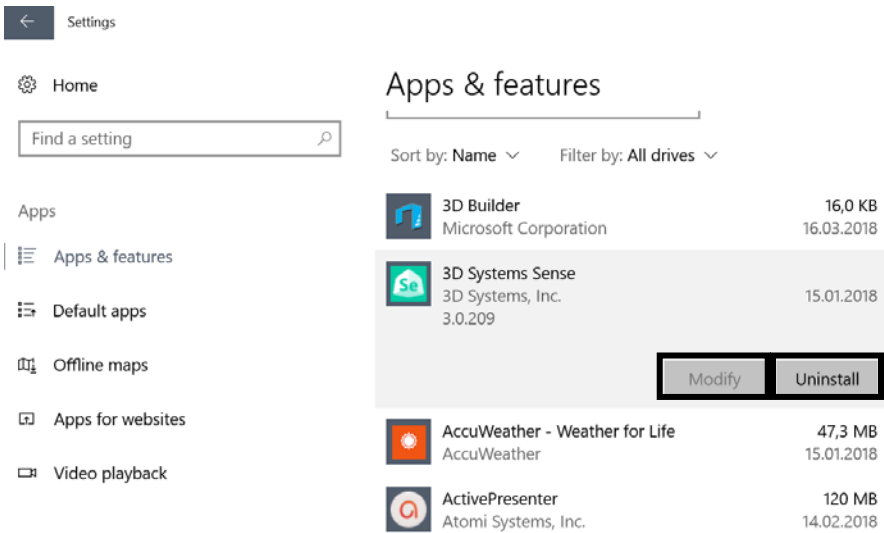 Settings
Home
Find a setting
Apps
Apps & features
Default apps
Offline maps
Apps for websites
Video playback
Apps & features
Sort by: Name Filter by: All drives
3D Builder 16,0 KB
Microsoft Corporation 16.03.2018
Se
3D Systems Sense
3D Systems, Inc. 15.01.2018
3.0.209
Modify Uninstall
AccuWeather - Weather for Life 47,3 MB
AccuWeather 15.01.2018
ActivePresenter 120 MB
Atomi Systems, Inc. 14.02.2018